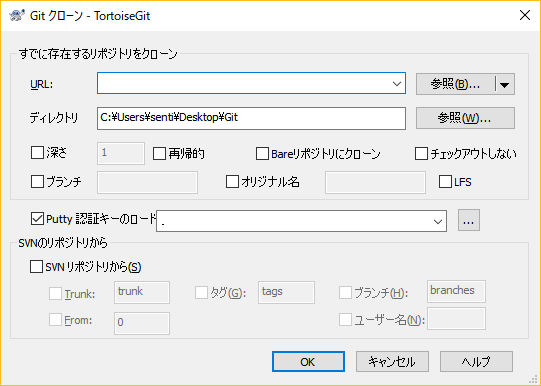 Git クローン - TortoiseGit
すでに存在するリポジトリをクローン
URL: 参照(B)...
ディレクトリ C:¥Users¥senti¥Desktop¥Git 参照(W)...
深さ 1 再帰的 Bareリポジトリにクローン チェックアウトしない
ブランチ オリジナル名 LFS
Putty 認証キーのロード . ...
SVNのリポジトリから
SVN リポジトリから(S)
Trunk: trunk タグ(G): tags ブランチ(H): branches
From: 0 ユーザー名(N):
OK キャンセル ヘルプ